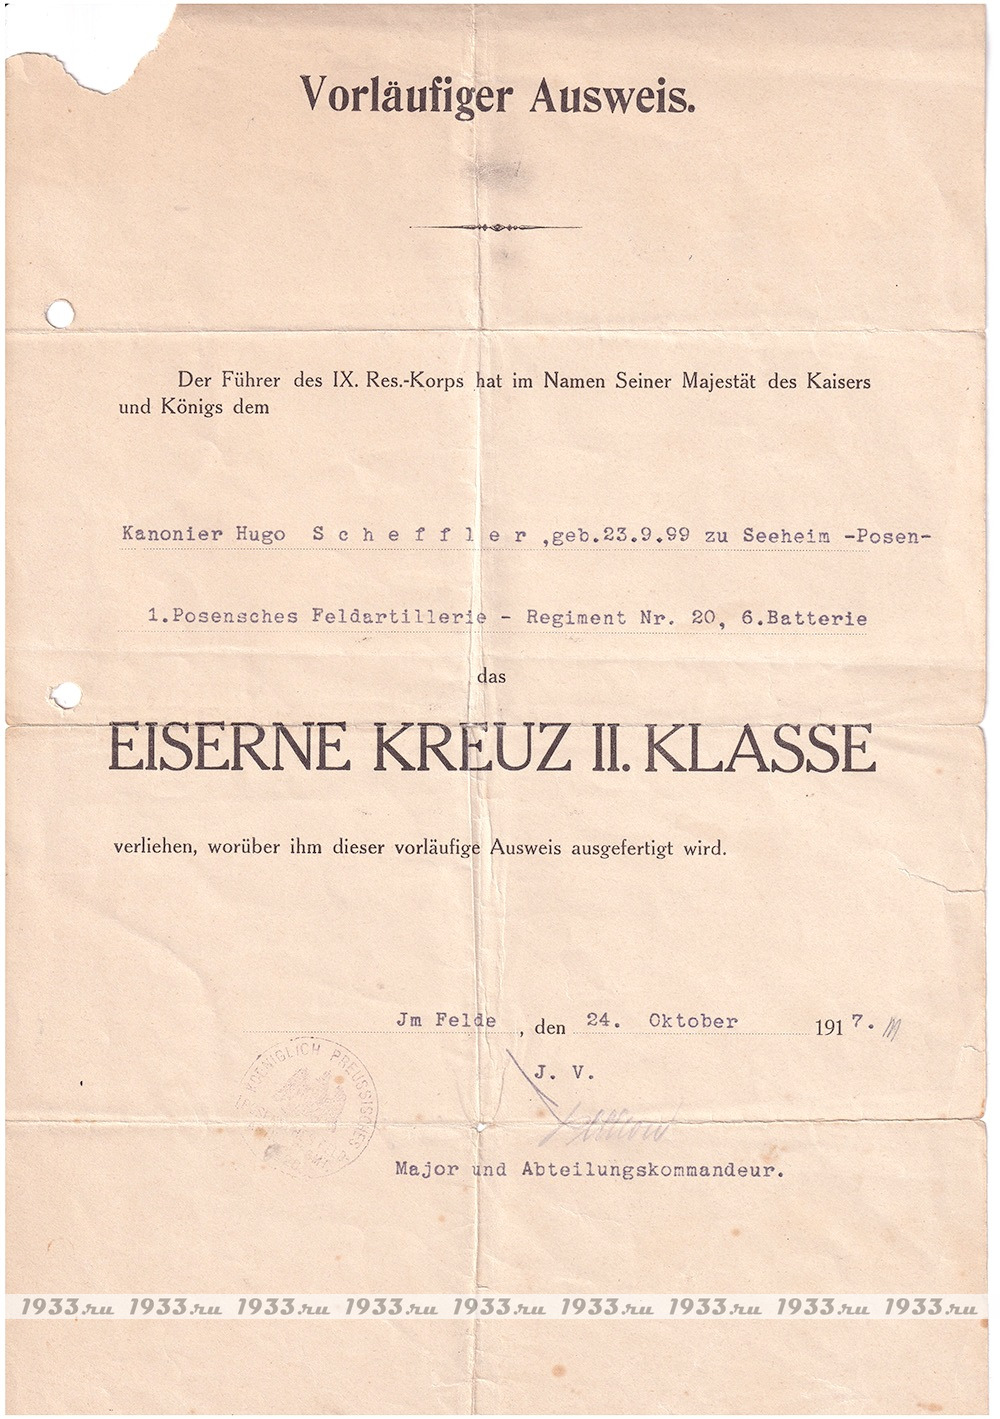 Vorläufiger Ausweis.
Der Führer des IX. Res.-Korps hat im Namen Seiner Majestät des Kaisers
und Königs dem
Kanonier Hugo S c h e f f l e r ,geb.23.9.99 zu Seeheim -Posen-
1.Posensches Feldartillerie - Regiment Nr. 20, 6.Batterie
das
EISERNE KREUZ II. KLASSE
verliehen, worüber ihm dieser vorläufige Ausweis ausgefertigt wird.
Jm Felde , den 24. Oktober 1917.
J. V.
KOENIGLICH PREUSSISCHES
Major und Abteilungskommandeur.
1933.ru 1933.ru 1933.ru 1933.ru 1933.ru 1933.ru 1933.ru 1933.ru 1933.ru